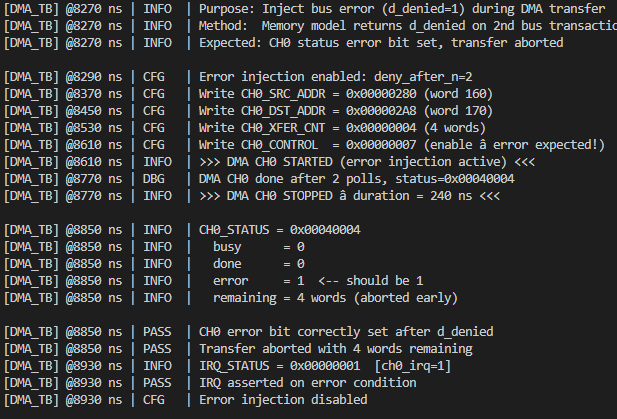 [DMA_TB] @8270 ns | INFO | Purpose: Inject bus error (d_denied=1) during DMA transfer
[DMA_TB] @8270 ns | INFO | Method: Memory model returns d_denied on 2nd bus transactio
[DMA_TB] @8270 ns | INFO | Expected: CH0 status error bit set, transfer aborted
[DMA_TB] @8290 ns | CFG | Error injection enabled: deny_after_n=2
[DMA_TB] @8370 ns | CFG | Write CH0_SRC_ADDR = 0x00000280 (word 160)
[DMA_TB] @8450 ns | CFG | Write CH0_DST_ADDR = 0x000002A8 (word 170)
[DMA_TB] @8530 ns | CFG | Write CH0_XFER_CNT = 0x00000004 (4 words)
[DMA_TB] @8610 ns | CFG | Write CH0_CONTROL = 0x00000007 (enable â error expected!)
[DMA_TB] @8610 ns | INFO | >>> DMA CH0 STARTED (error injection active) <<<
[DMA_TB] @8770 ns | DBG | DMA CH0 done after 2 polls, status=0x00040004
[DMA_TB] @8770 ns | INFO | >>> DMA CH0 STOPPED â duration = 240 ns <<<
[DMA_TB] @8850 ns | INFO | CH0_STATUS = 0x00040004
[DMA_TB] @8850 ns | INFO | busy = 0
[DMA_TB] @8850 ns | INFO | done = 0
[DMA_TB] @8850 ns | INFO | error = 1 <-- should be 1
[DMA_TB] @8850 ns | INFO | remaining = 4 words (aborted early)
[DMA_TB] @8850 ns | PASS | CH0 error bit correctly set after d_denied
[DMA_TB] @8850 ns | PASS | Transfer aborted with 4 words remaining
[DMA_TB] @8930 ns | INFO | IRQ_STATUS = 0x00000001 [ch0_irq=1]
[DMA_TB] @8930 ns | PASS | IRQ asserted on error condition
[DMA_TB] @8930 ns | CFG | Error injection disabled